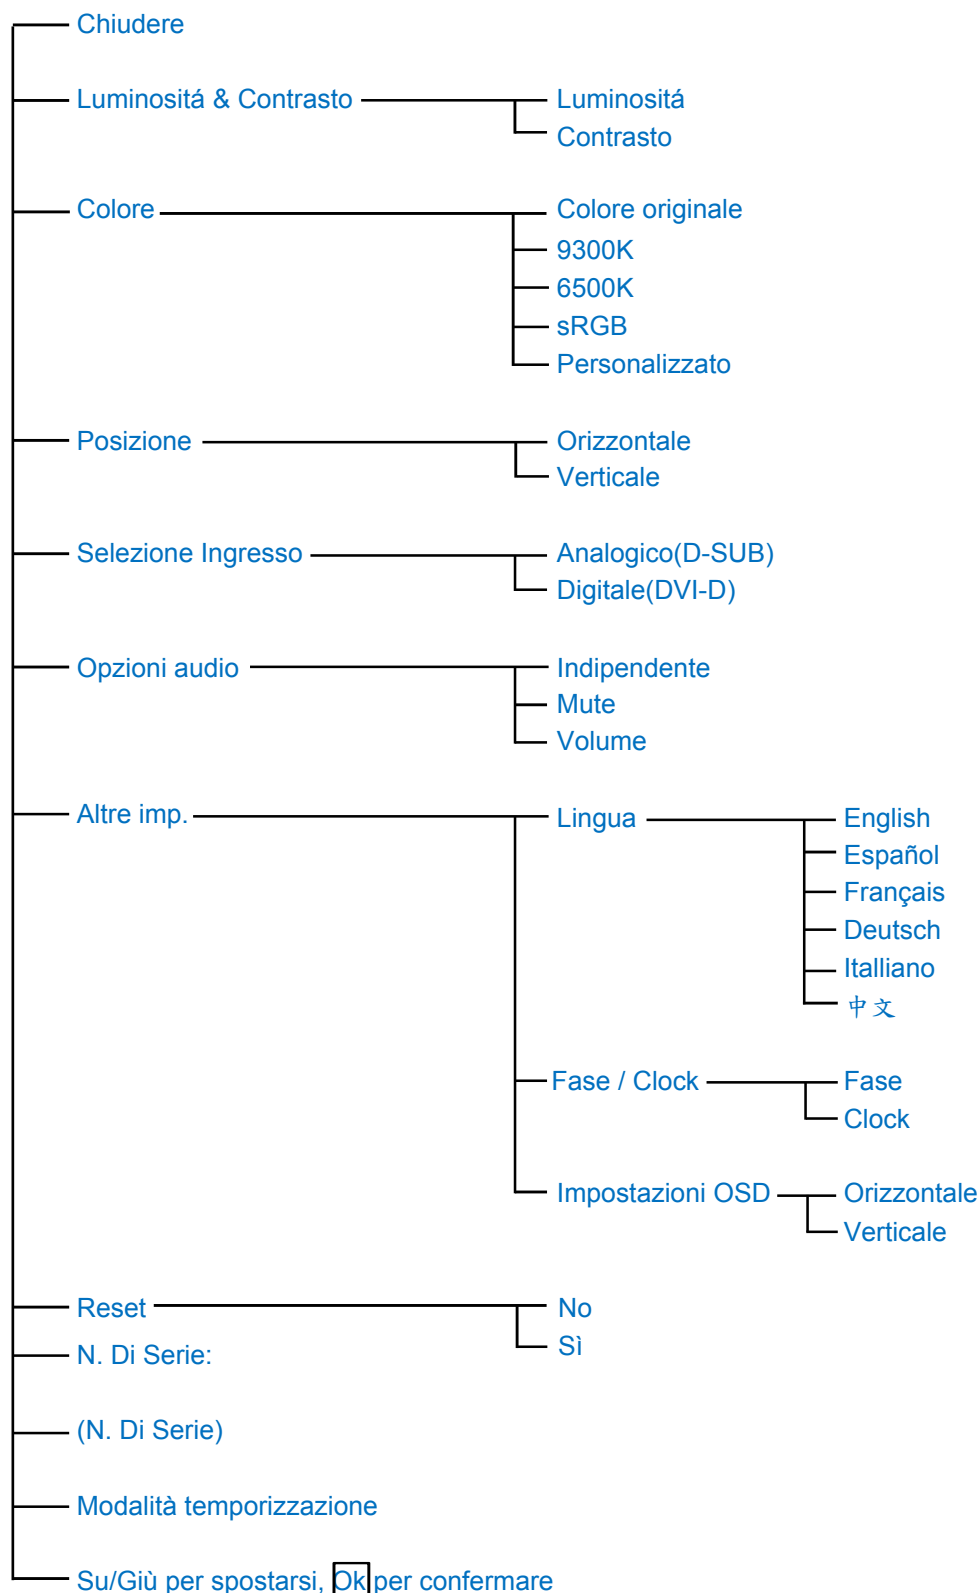 Chiudere
Luminositá & Contrasto
Luminositá
Contrasto
Colore
Colore originale
9300K
6500K
sRGB
Personalizzato
Posizione
Orizzontale
Verticale
Selezione Ingresso
Analogico(D-SUB)
Digitale(DVI-D)
Opzioni audio
Indipendente
Mute
Volume
Altre imp.
Lingua
English
Español
Français
Deutsch
Italliano
中文
Fase / Clock
Fase
Clock
Impostazioni OSD
Orizzontale
Verticale
Reset
No
Sì
N. Di Serie:
(N. Di Serie)
Modalità temporizzazione
Su/Giù per spostarsi, Ok per confermare